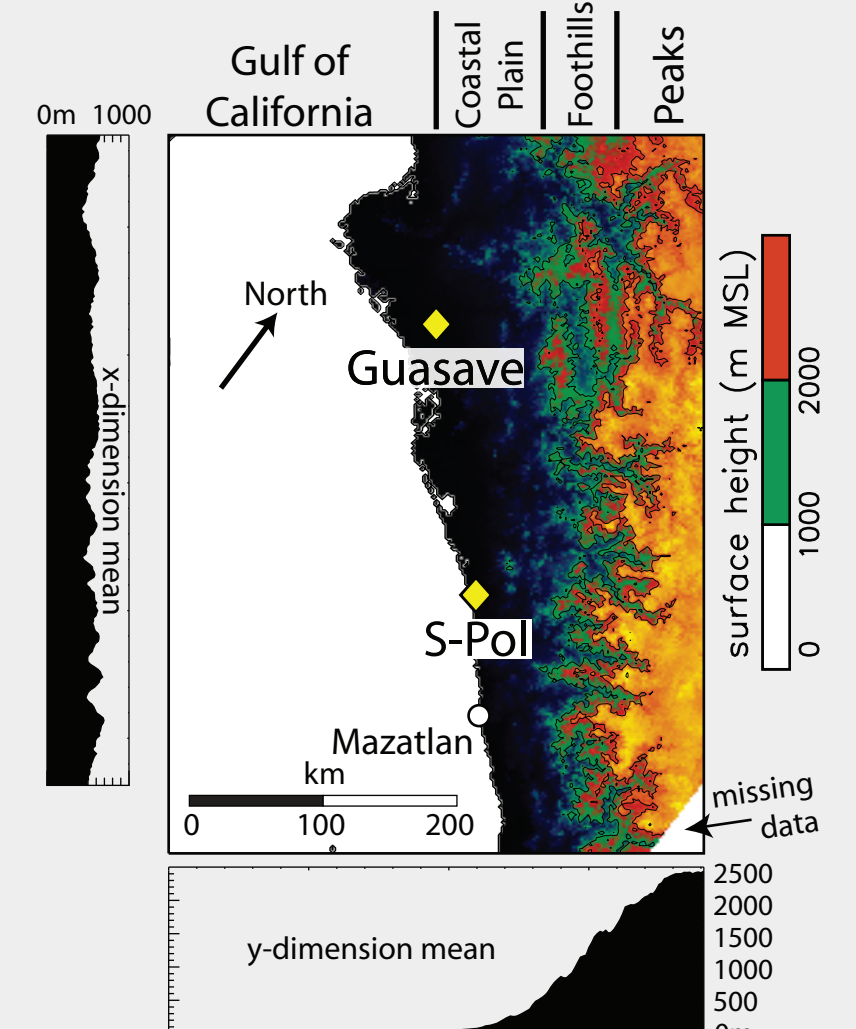 Gulf of
California
Coastal
Plain
Foothills
Peaks
0m 1000
x-dimension mean
North
Guasave
S-Pol
Mazatlan
km
0 100 200
missing
data
surface height (m MSL)
2000
1000
0
y-dimension mean
2500
2000
1500
1000
500
0m